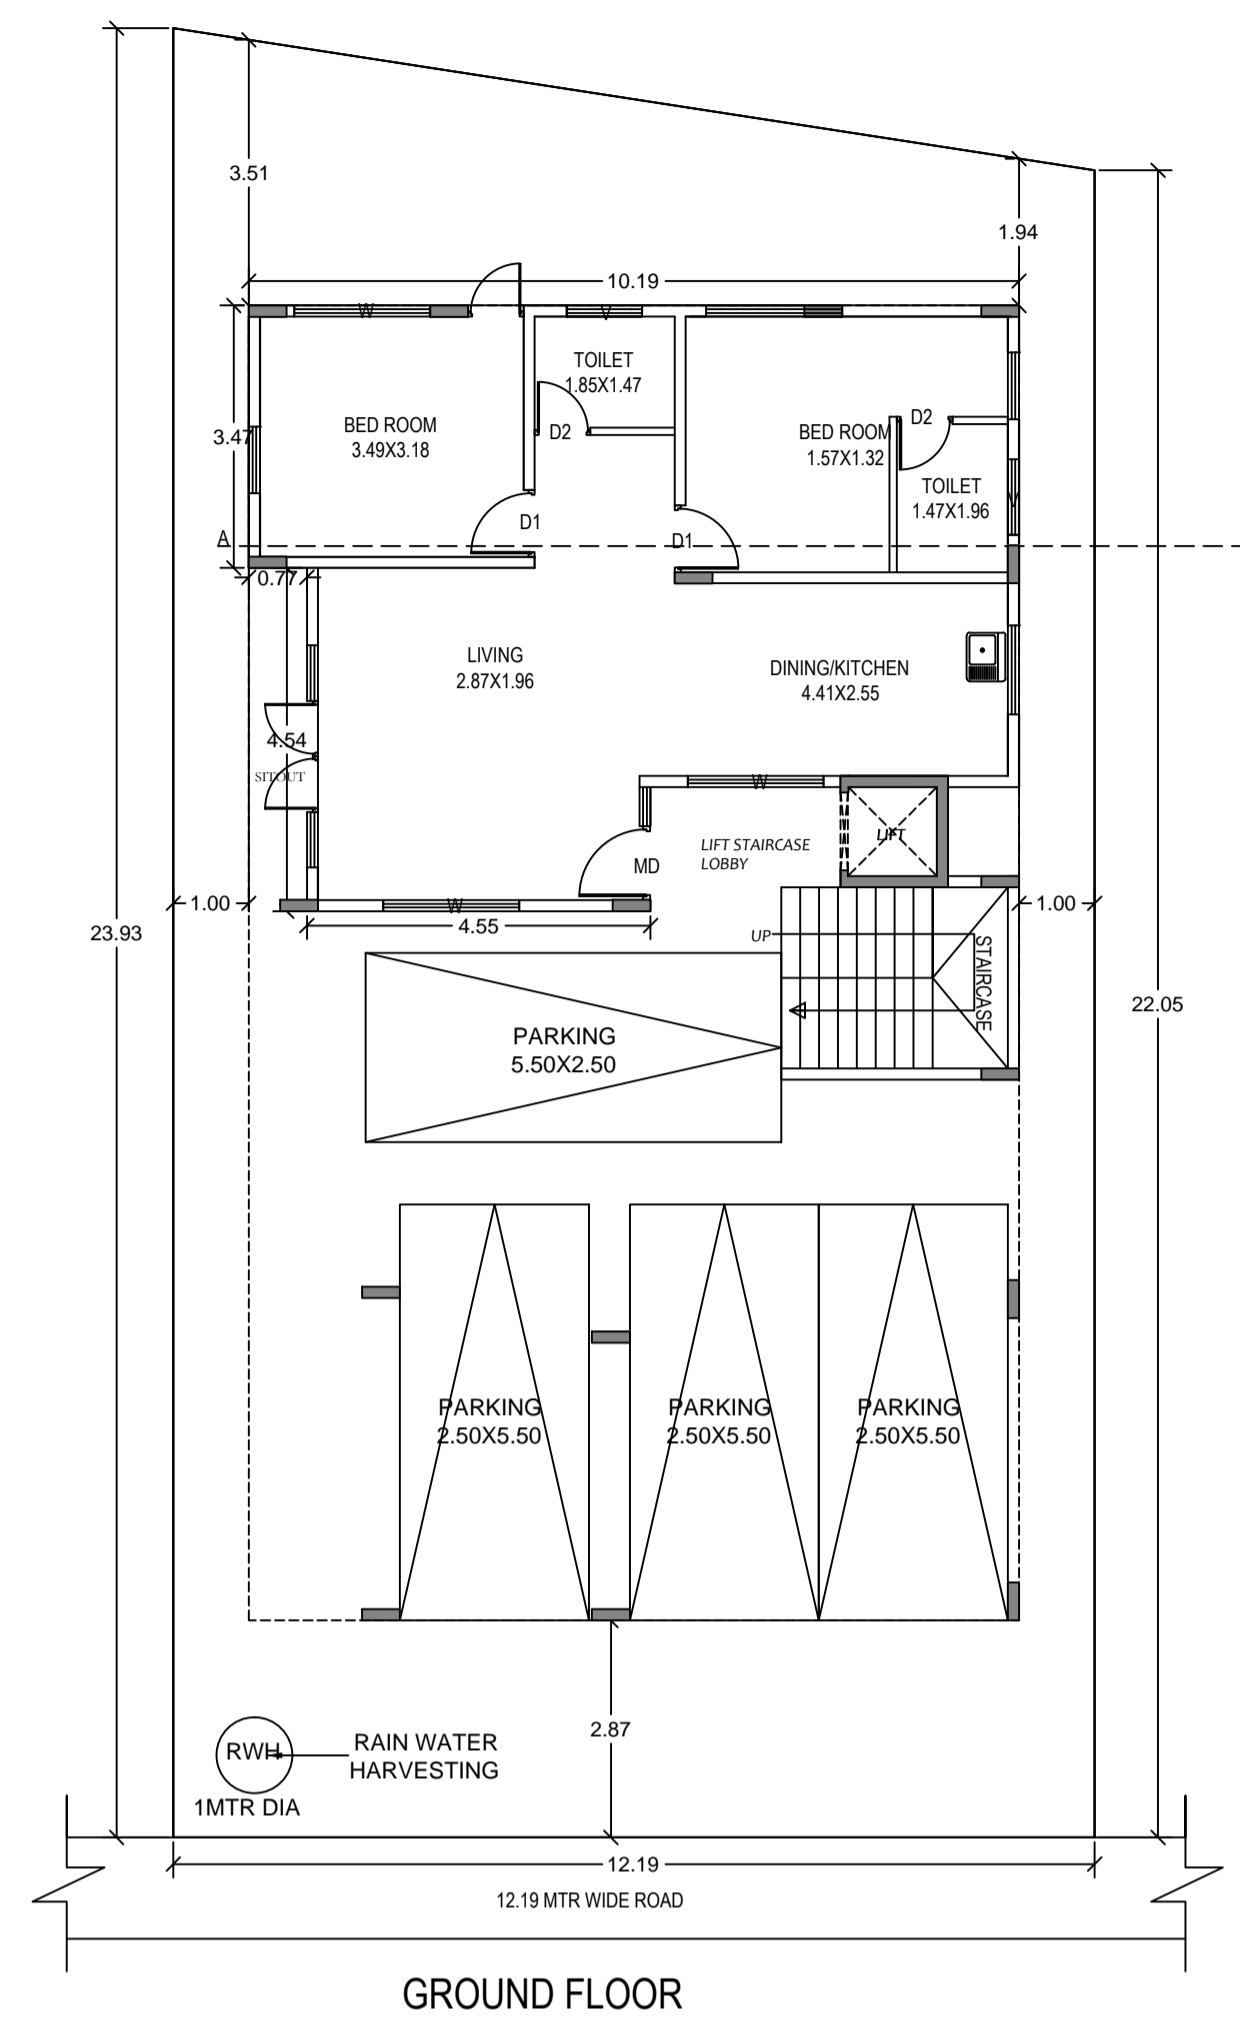 3.51
1.94
10.19
W
V
TOILET
1.85X1.47
3.47
BED ROOM
3.49X3.18
D2
BED ROOM
1.57X1.32
D2
TOILET
1.47X1.96
V
D1
D1
A
0.77
LIVING
2.87X1.96
DINING/KITCHEN
4.41X2.55
4.54
SITOUT
W
LIFT STAIRCASE
LOBBY
LIFT
MD
1.00
W
1.00
23.93
4.55
UP
STAIRCASE
22.05
PARKING
5.50X2.50
PARKING
2.50X5.50
PARKING
2.50X5.50
PARKING
2.50X5.50
2.87
RWH
RAIN WATER
HARVESTING
1MTR DIA
12.19
12.19 MTR WIDE ROAD
GROUND FLOOR